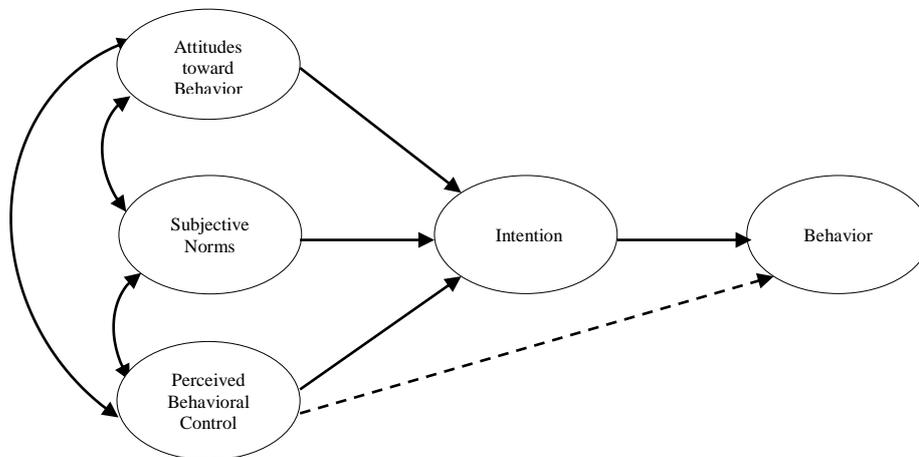 Attitudes
toward
Behavior
Subjective
Norms
Intention
Behavior
Perceived
Behavioral
Control